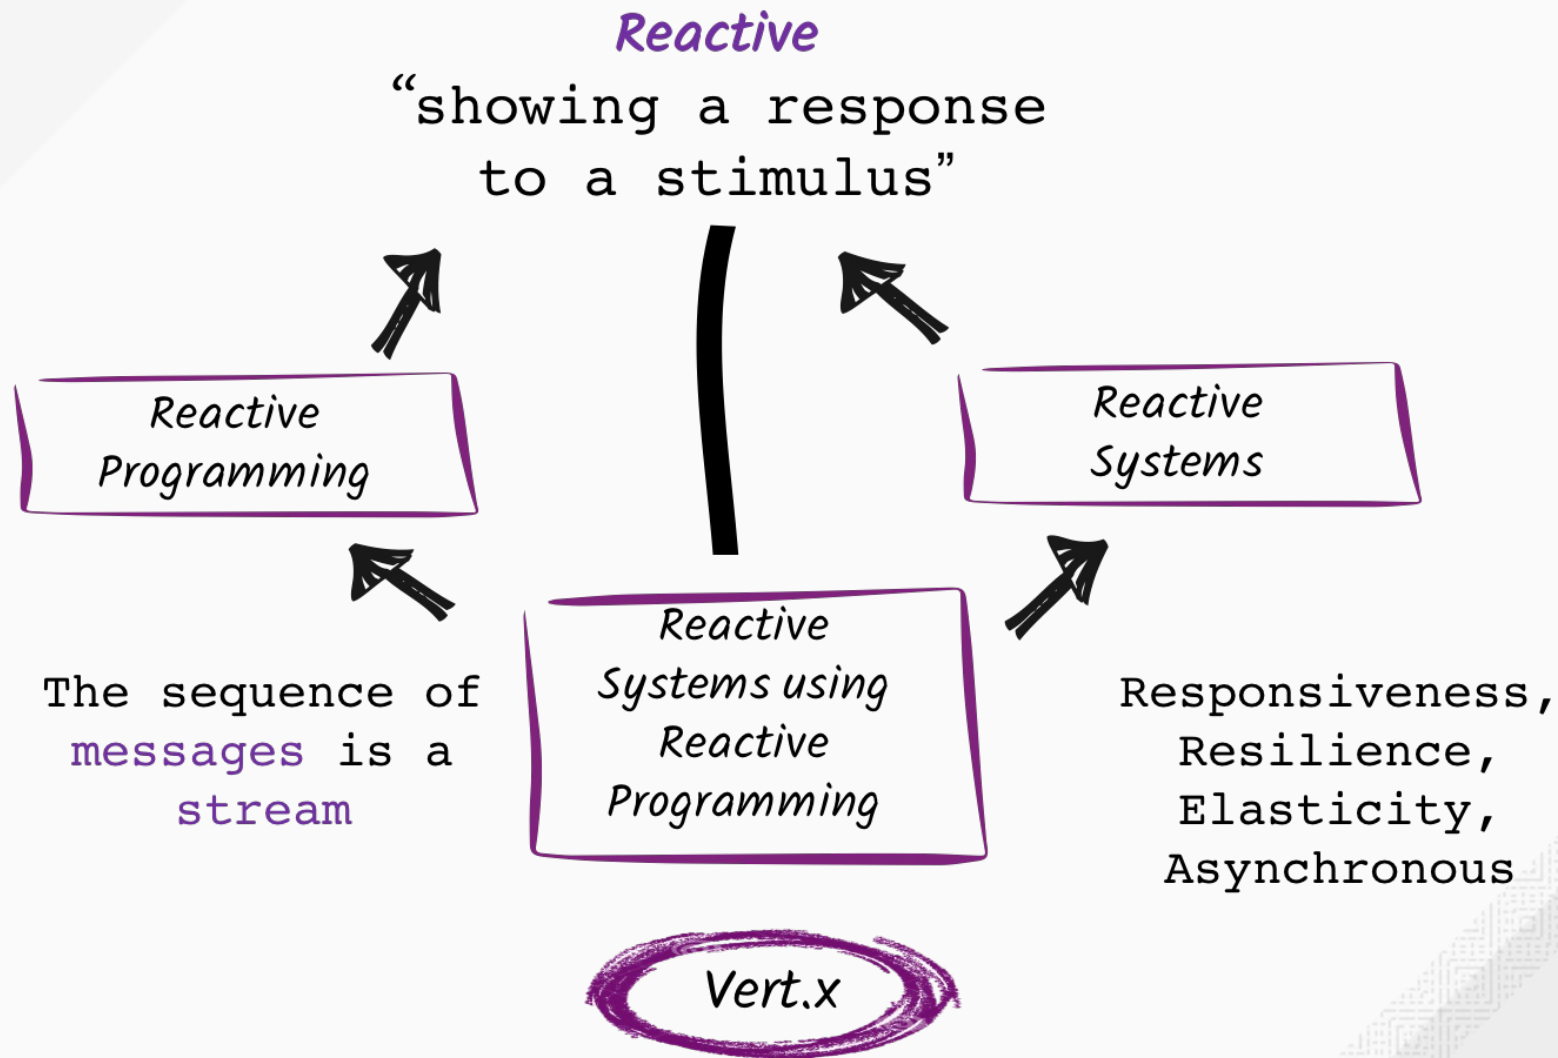 Reactive
“showing a response
to a stimulus”
Reactive
Programming
Reactive
Systems
The sequence of
messages is a
stream
Reactive
Systems using
Reactive
Programming
Responsiveness,
Resilience,
Elasticity,
Asynchronous
Vert.x